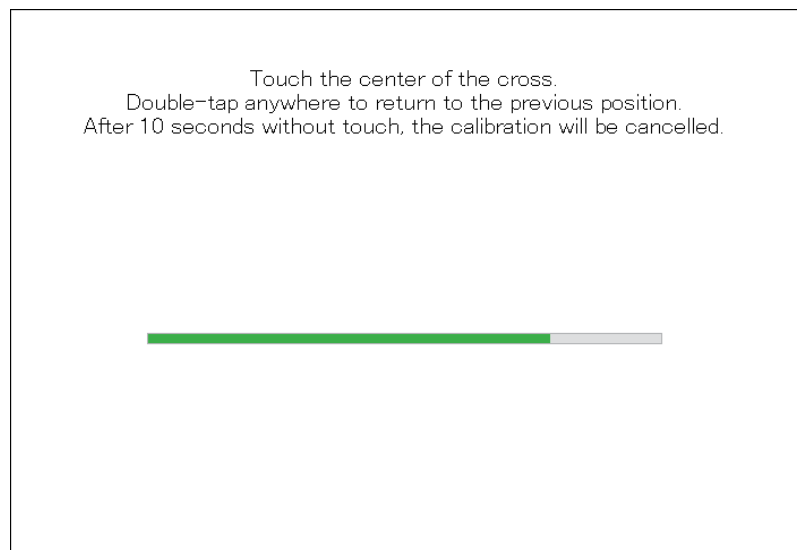 Touch the center of the cross.
Double-tap anywhere to return to the previous position.
After 10 seconds without touch, the calibration will be cancelled.